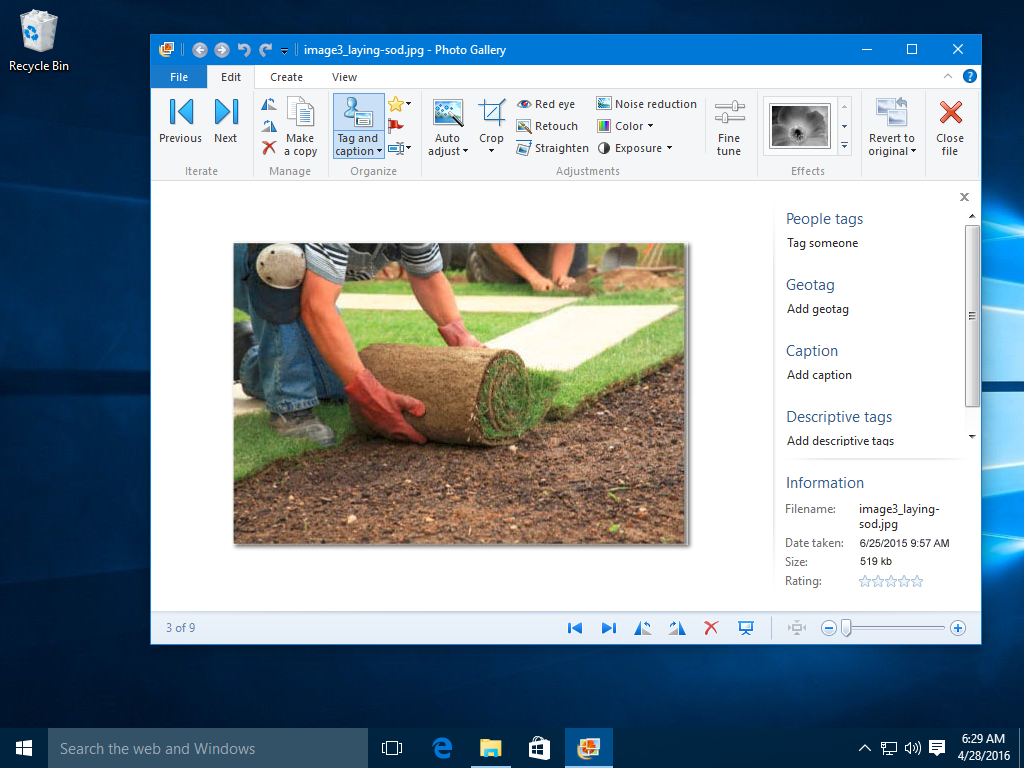 Recycle Bin
image3_laying-sod.jpg - Photo Gallery
File Edit Create View
Previous
Next
Make
a copy
Tag and
caption
Auto
adjust
Crop
Red eye
Retouch
Straighten
Noise reduction
Color
Exposure
Fine
tune
Revert to
original
Close
file
Iterate Manage Organize Adjustments Effects
People tags
Tag someone
Geotag
Add geotag
Caption
Add caption
Descriptive tags
Add descriptive tags
Information
Filename: image3_laying-
sod.jpg
Date taken: 6/25/2015 9:57 AM
Size: 519 kb
Rating:
3 of 9
Search the web and Windows
6:29 AM
4/28/2016